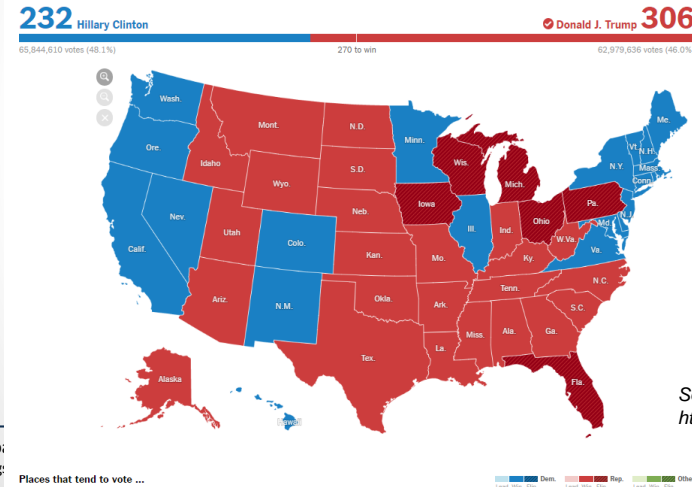 232 Hillary Clinton
Donald J. Trump 306
65,844,610 votes (48.1%)
270 to win
62,979,636 votes (46.0%
Wash.
Mont.
N.D.
Minn.
Me.
Ore.
Idaho
S.D.
Wis.
Mich.
Vt.
N.H.
N.Y.
Mass.
Conn.
Wyo.
Neb.
Iowa
Pa.
N.J.
Nev.
Utah
Colo.
Ill.
Ind.
Ohio
Md.
W.Va.
Va.
Calif.
Kan.
Mo.
Ky.
N.C.
Ariz.
N.M.
Okla.
Ark.
Tenn.
S.C.
Tex.
La.
Miss.
Ala.
Ga.
Alaska
Fla.
Hawaii
Places that tend to vote ...
Dem.
Rep.
Othe